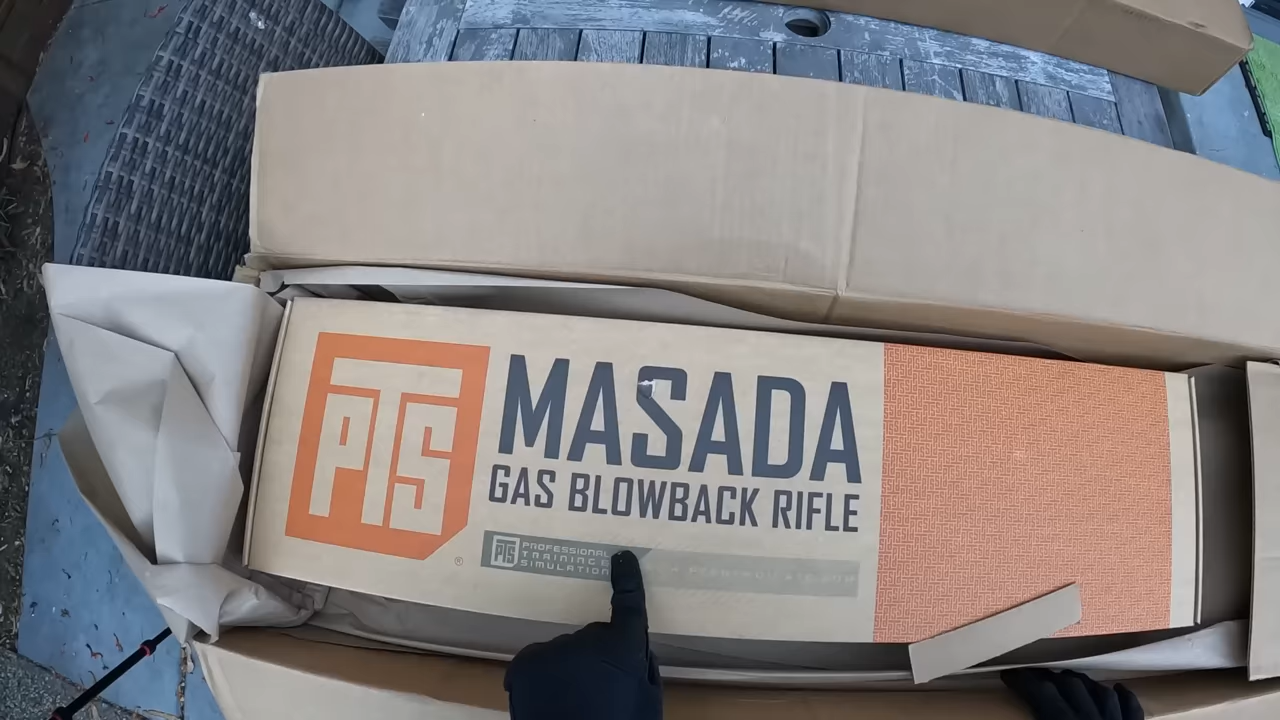 PTS
®
MASADA
GAS BLOWBACK RIFLE
PTS
PROFESSIONAL
TRAINING &
SIMULATION